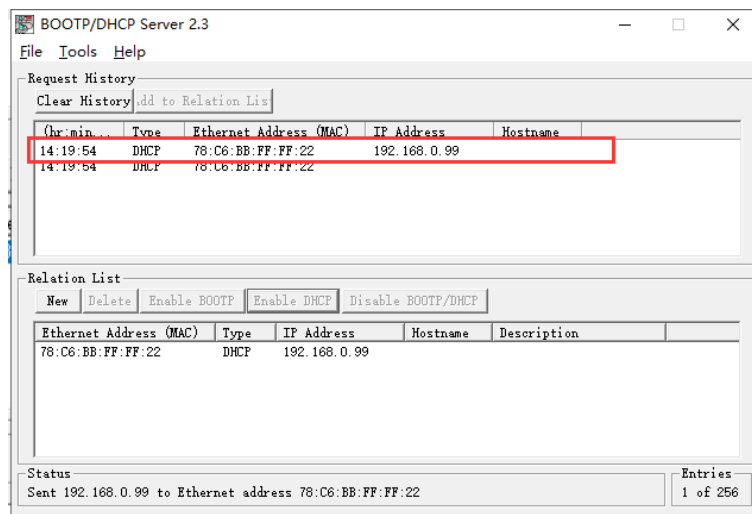 BOOTP/DHCP Server 2.3
File Tools Help
Request History
Clear History dd to Relation Lis
(hr:min... Type Ethernet Address (MAC) IP Address Hostname
14:19:54 DHCP 78:C6:BB:FF:FF:22 192.168.0.99
14:19:54 DHCP 78:C6:BB:FF:FF:22
Relation List
New Delete Enable BOOTP Enable DHCP Disable BOOTP/DHCP
Ethernet Address (MAC) Type IP Address Hostname Description
78:C6:BB:FF:FF:22 DHCP 192.168.0.99
Status
Sent 192.168.0.99 to Ethernet address 78:C6:BB:FF:FF:22
Entries
1 of 256